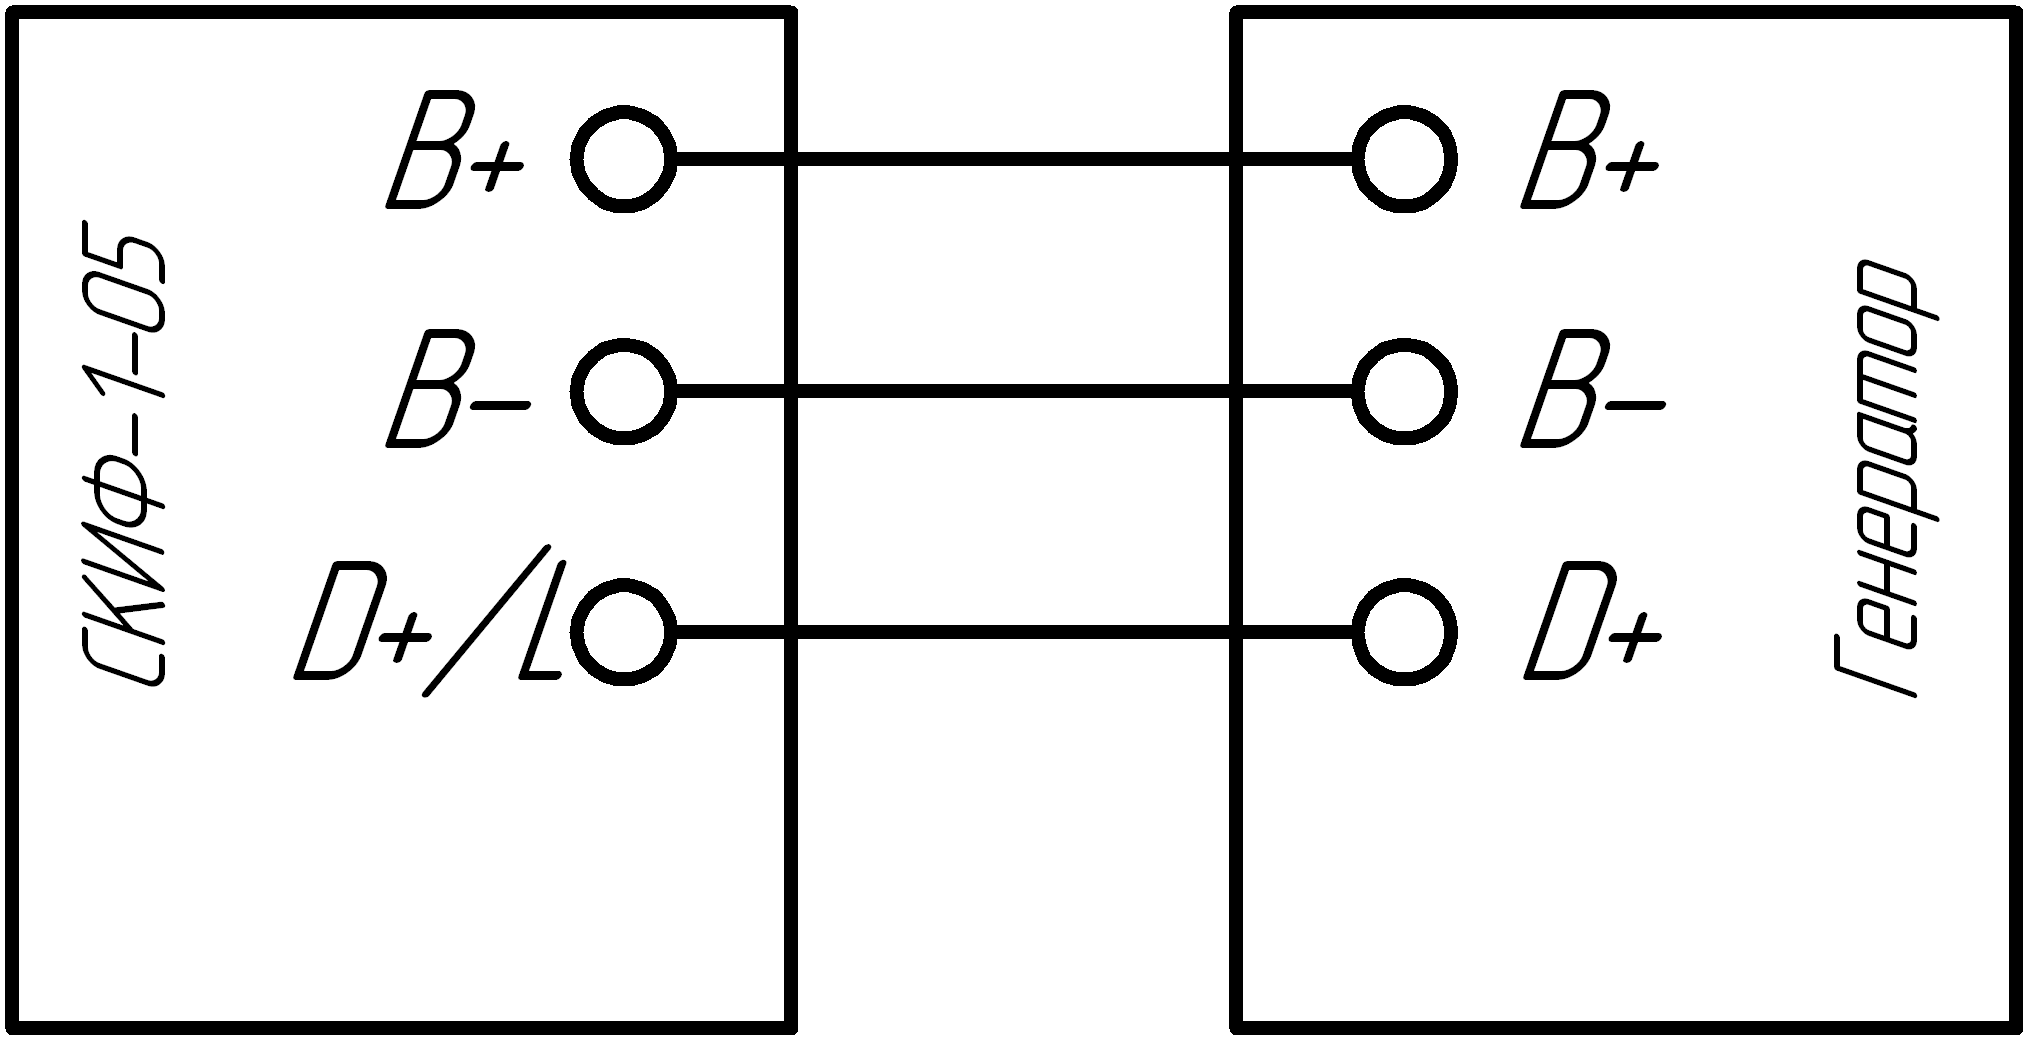 СКИФ-1-05
B+
B-
D+/L
B+
B-
D+
Генератор